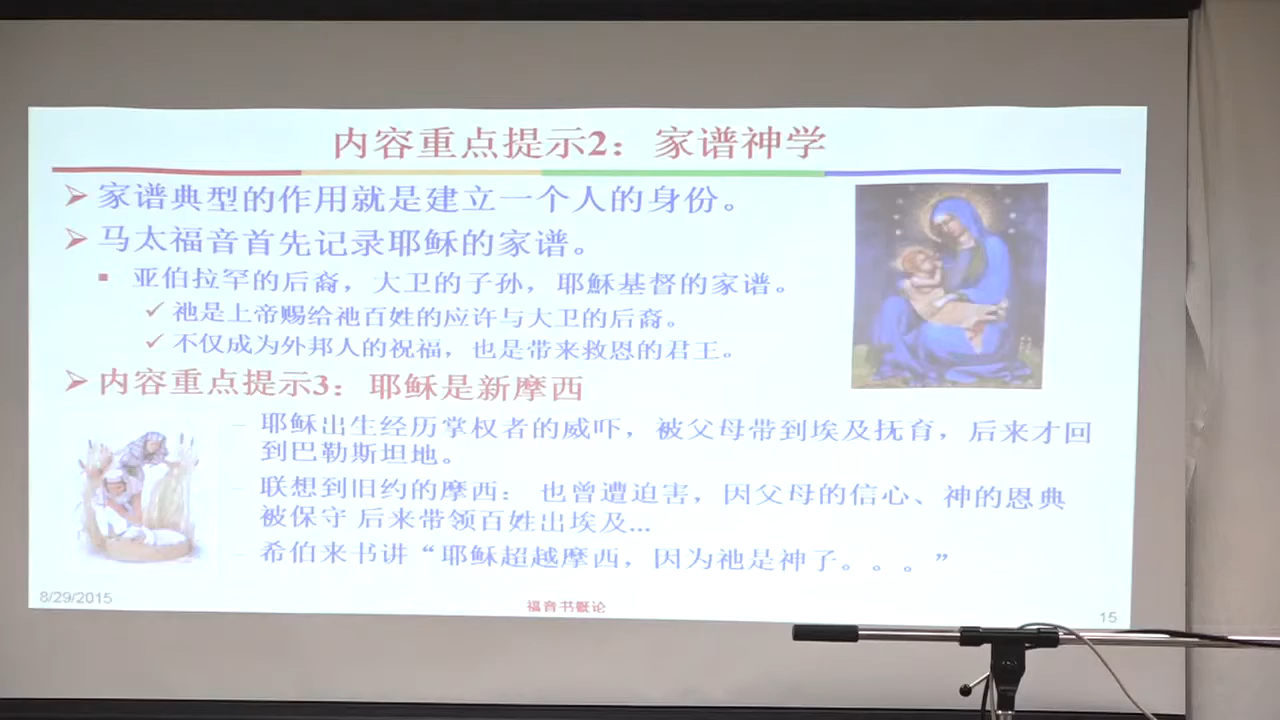 内容重点提示2：家谱神学
家谱典型的作用就是建立一个人的身份。
马太福音首先记录耶稣的家谱。
亚伯拉罕的后裔，大卫的子孙，耶穌基督的家谱。
祂是上帝赐给祂百姓的应许与大卫的后裔。
不仅成为外邦人的祝福，也是带来救恩的君王。
内容重点提示3：耶稣是新摩西
耶稣出生经历掌权者的威吓，被父母带到埃及抚育，后来才回
到巴勒斯坦地。
联想到旧约的摩西： 也曾遭迫害，因父母的信心、神的恩典
被保守 后来带领百姓出埃及...
希伯来书讲“耶稣超越摩西，因为祂是神子。。。”
8/29/2015
福音书概论
15